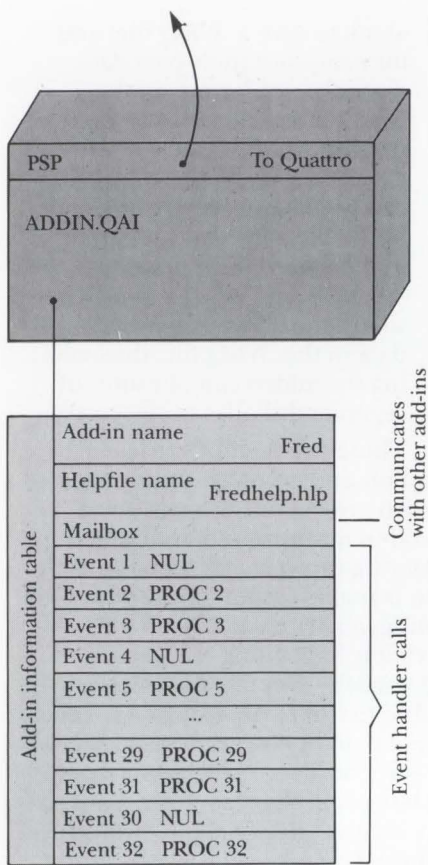 PSP To Quattro
ADDIN.QAI
Add-in information table
Add-in name
Fred
Helpfile name
Fredhelp.hlp
Mailbox
Event 1 NUL
Event 2 PROC 2
Event 3 PROC 3
Event 4 NUL
Event 5 PROC 5
...
Event 29 PROC 29
Event 31 PROC 31
Event 30 NUL
Event 32 PROC 32
Communicates
with other add-ins
Event handler calls